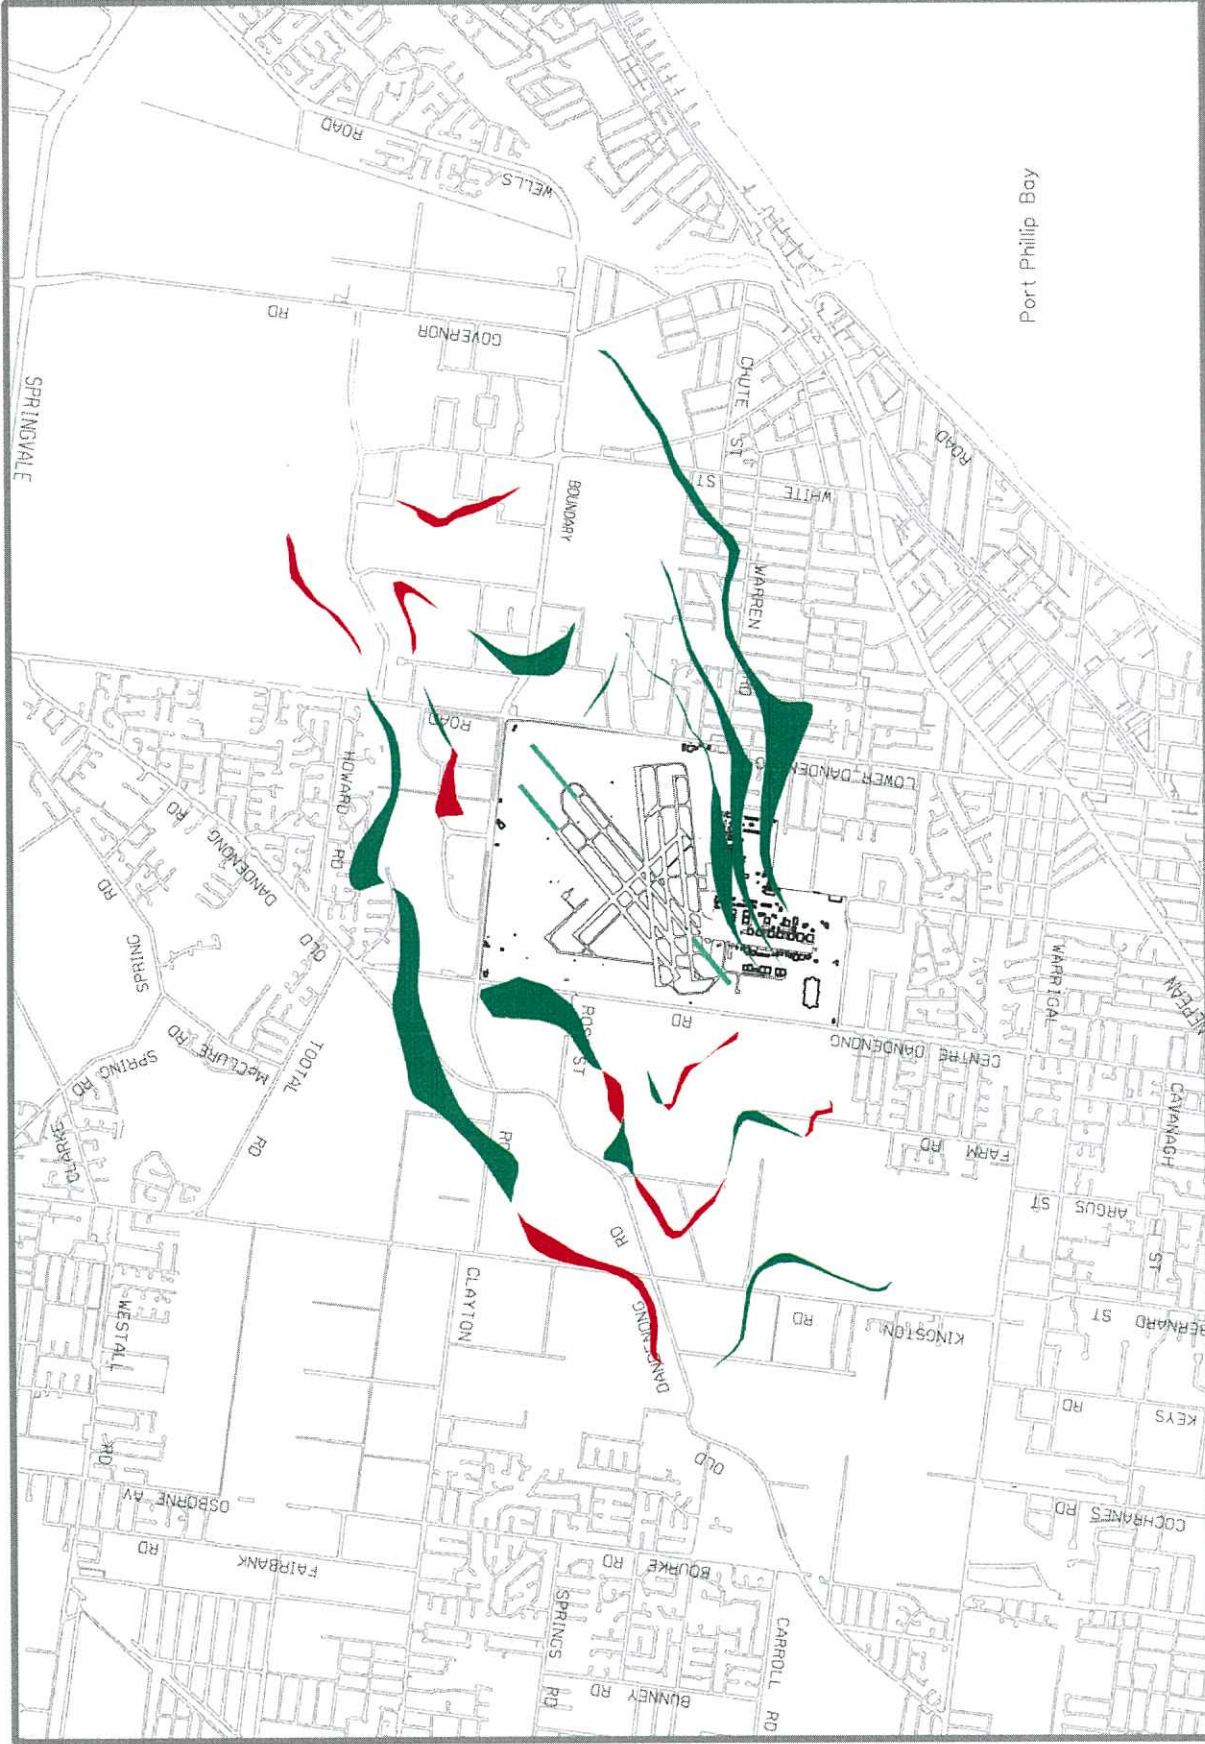 ROAD
WELLS
Port Phillip Bay
RD
GOVERNOR
SPRINGVALE
CHUTE ST
ROAD
ST
WHITE
BOUNDARY
WARREN
RD
ROAD
HOWARD RD
LOWER DANDENONG
RD
DANDENONG
OLD
RD
SPRING
McCLURE RD
SPRING
RD
TOOTAL
RD
CLARKE
ROS ST
RD
CENTRE DANDENONG
WARRIGAL
NEPEAN
CAVANAGH
ST
RD
FARM RD
ARGUS ST
RD
CLAYTON
DANDENONG
RD
KINGSTON
BERNARD ST
WESTALL
RD
RD
KEYS
OLD
OSBORNE AV
COCHRANES RD
RD
FAIRBANK
BOURKE RD
SPRINGS
RD
CARROLL
RD
BUNNEY RD